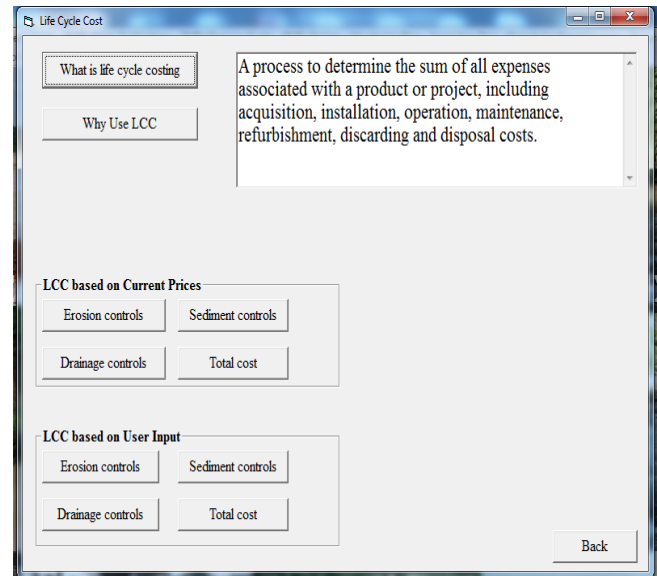 Life Cycle Cost
What is life cycle costing
Why Use LCC
A process to determine the sum of all expenses
associated with a product or project, including
acquisition, installation, operation, maintenance,
refurbishment, discarding and disposal costs.
LCC based on Current Prices
Erosion controls
Sediment controls
Drainage controls
Total cost
LCC based on User Input
Erosion controls
Sediment controls
Drainage controls
Total cost
Back